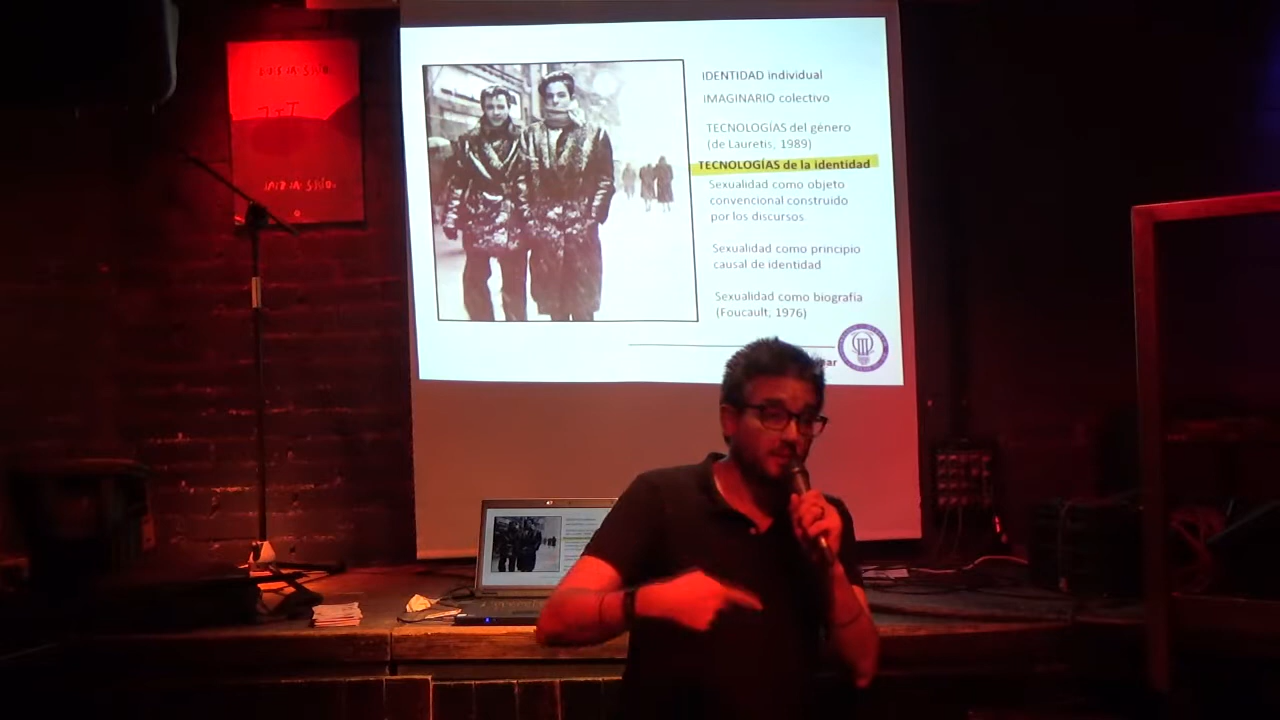 IDENTIDAD individual
IMAGINARIO colectivo
TECNOLOGÍAS del género
(de Lauretis, 1989)
TECNOLOGÍAS de la identidad
Sexualidad como objeto
convencional construido
por los discursos
Sexualidad como principio
causal de identidad
Sexualidad como biografía
(Foucault, 1976)